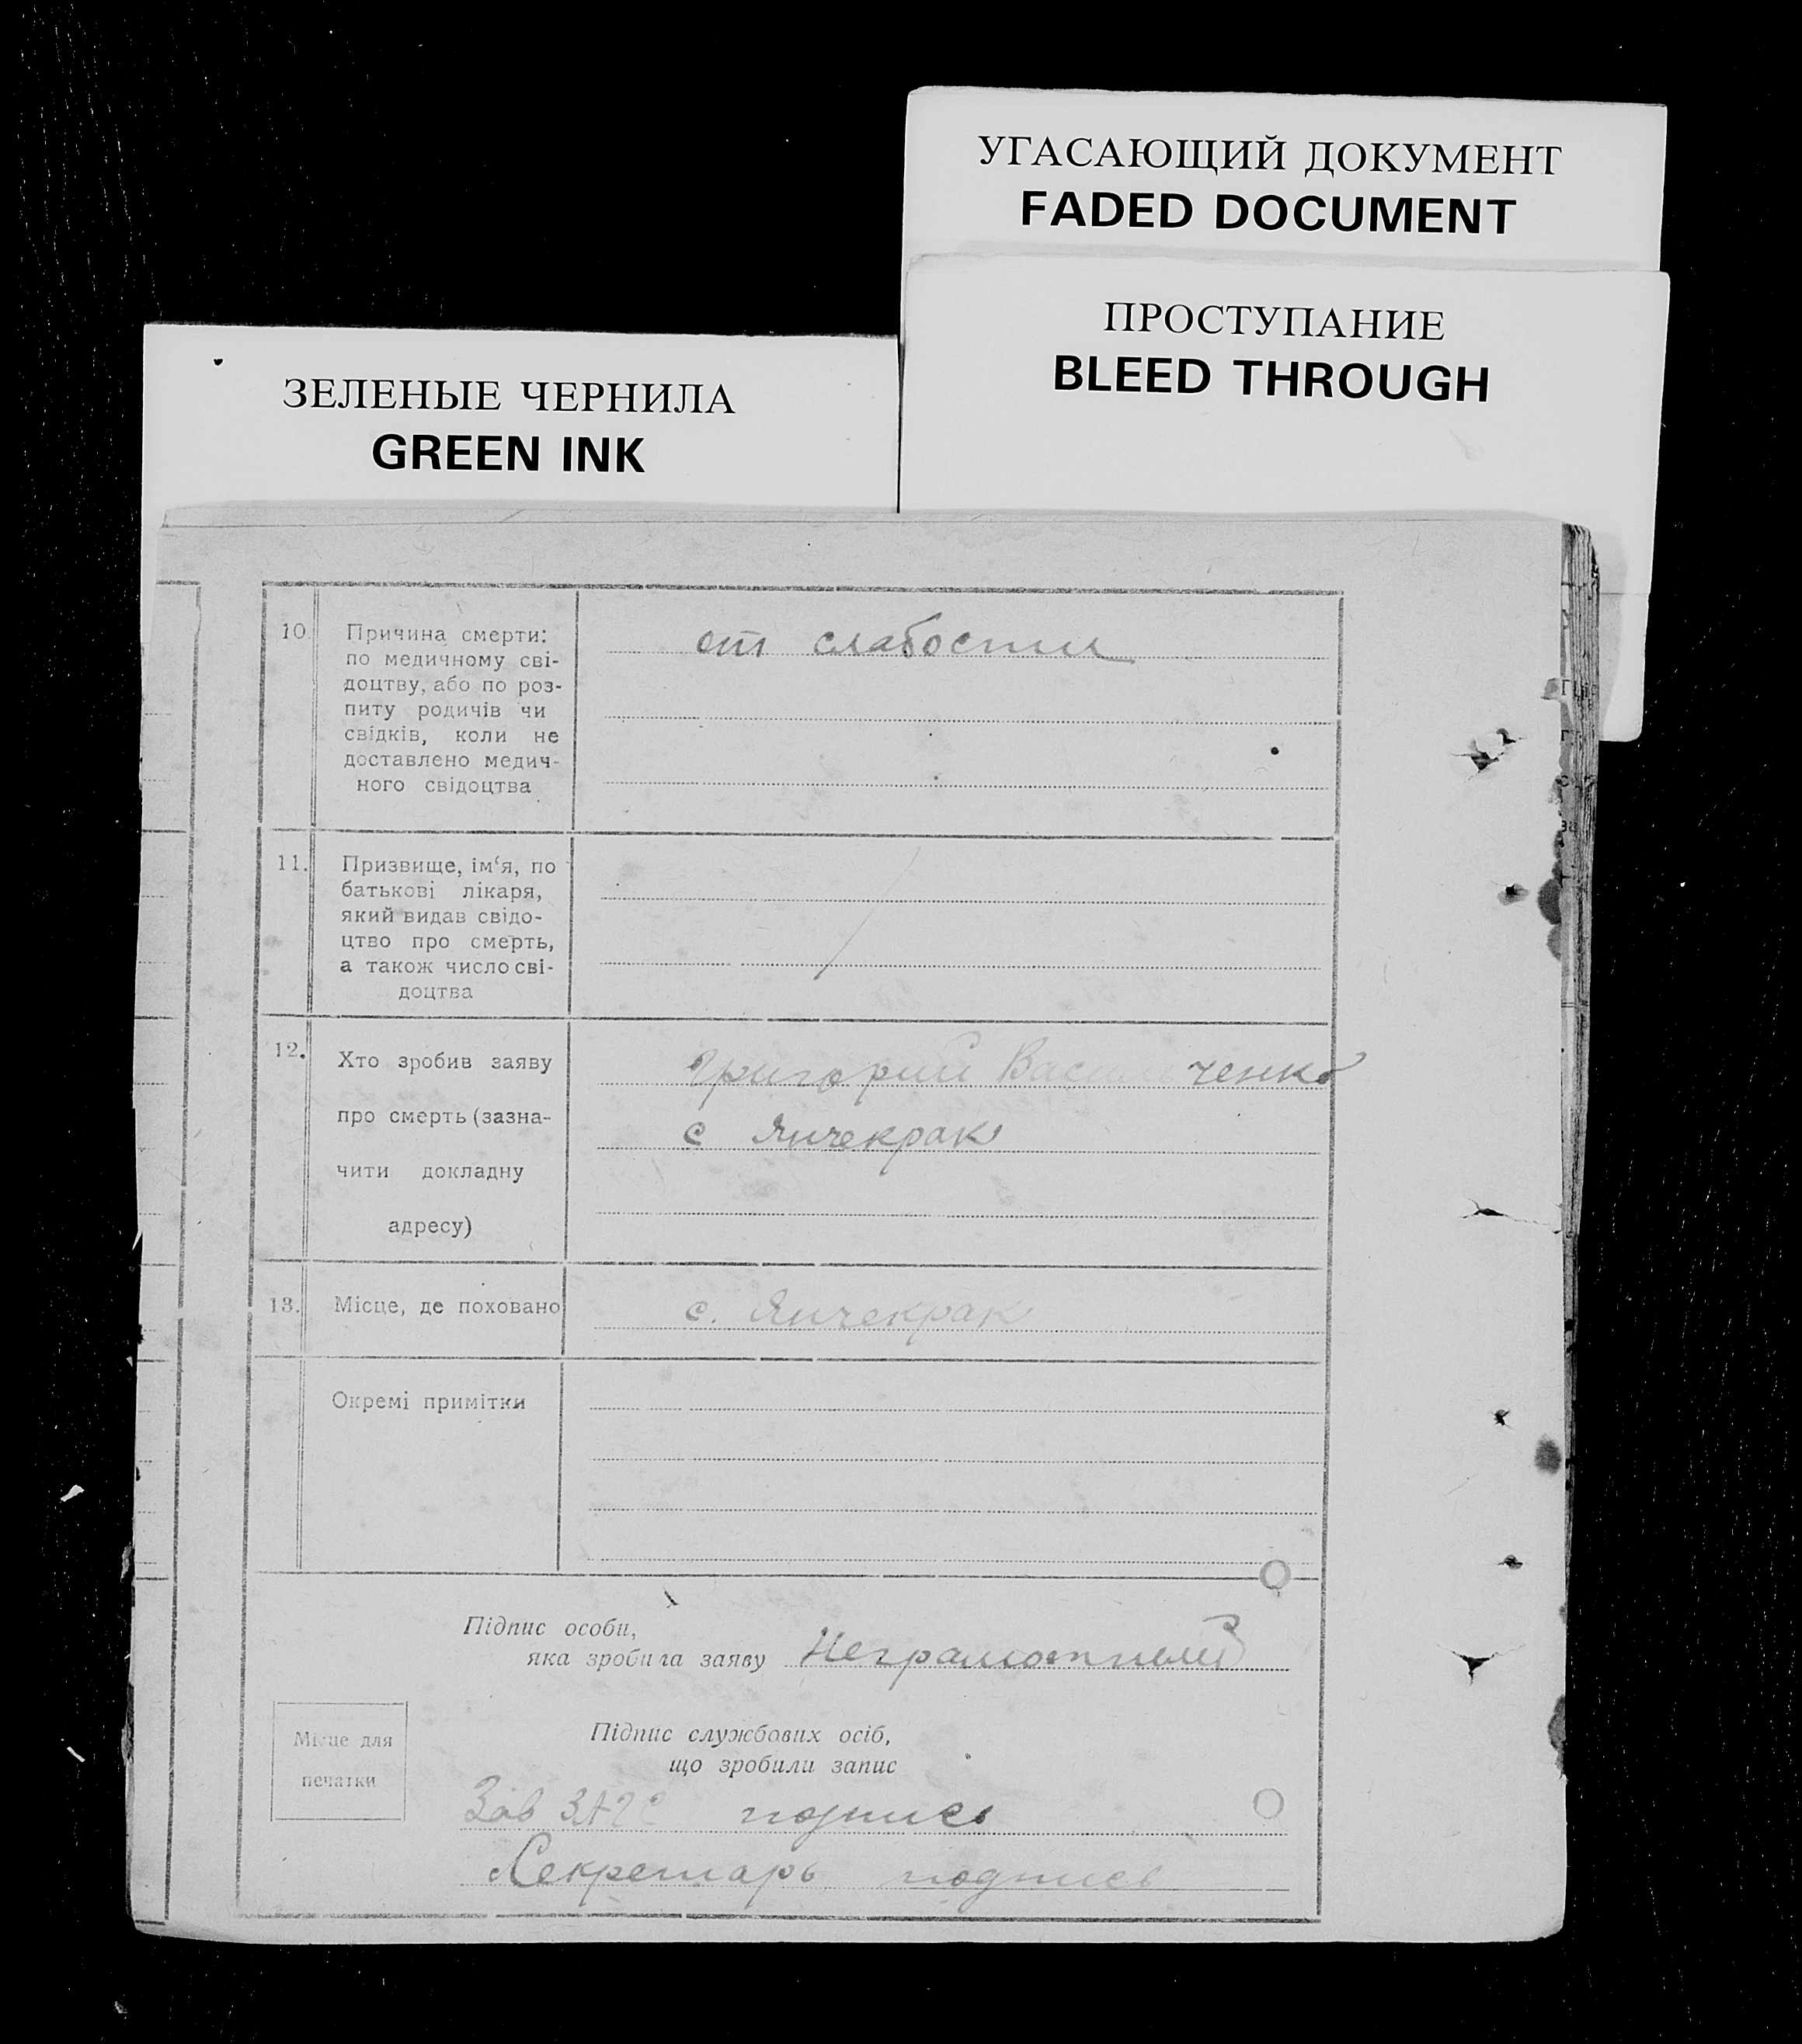 УГАСАЮЩИЙ ДОКУМЕНТ
FADED DOCUMENT
ПРОСТУПАНИЕ
BLEED THROUGH
ЗЕЛЕНЫЕ ЧЕРНИЛА
GREEN INK
10. Причина смерти:
по медичному сві-
доцтву, або по роз-
питу родичів чи
свідків, коли не
доставлено медич-
ного свідоцтва
от слабости
11. Призвище, ім‘я, по
батькові лікаря,
який видав свідо-
цтво про смерть,
а також число сві-
доцтва
12. Хто зробив заяву
про смерть (зазна-
чити докладну
адресу)
Григорий Васильченко
с Янчекрак
13. Місце, де поховано
с. Янчекрак
Окремі примітки
Підпис особи,
яка зробила заяву Неграмотный
Місце для
печатки
Підпис службових осіб,
що зробили запис
Зав ЗАГС подпись
Секретарь подпись